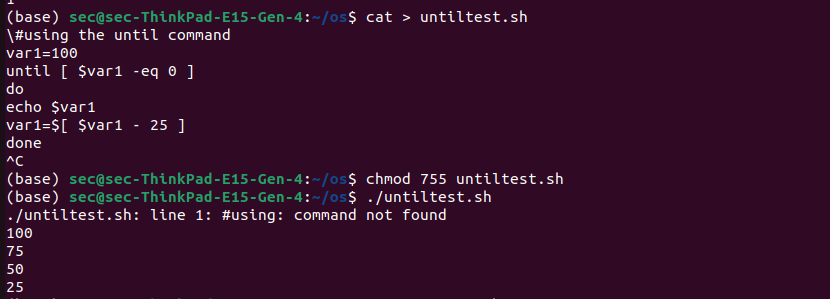 (base) sec@sec-ThinkPad-E15-Gen-4:~/os$ cat > untiltest.sh
\#using the until command
var1=100
until [ $var1 -eq 0 ]
do
echo $var1
var1=$[ $var1 - 25 ]
done
^C
(base) sec@sec-ThinkPad-E15-Gen-4:~/os$ chmod 755 untiltest.sh
(base) sec@sec-ThinkPad-E15-Gen-4:~/os$ ./untiltest.sh
./untiltest.sh: line 1: #using: command not found
100
75
50
25